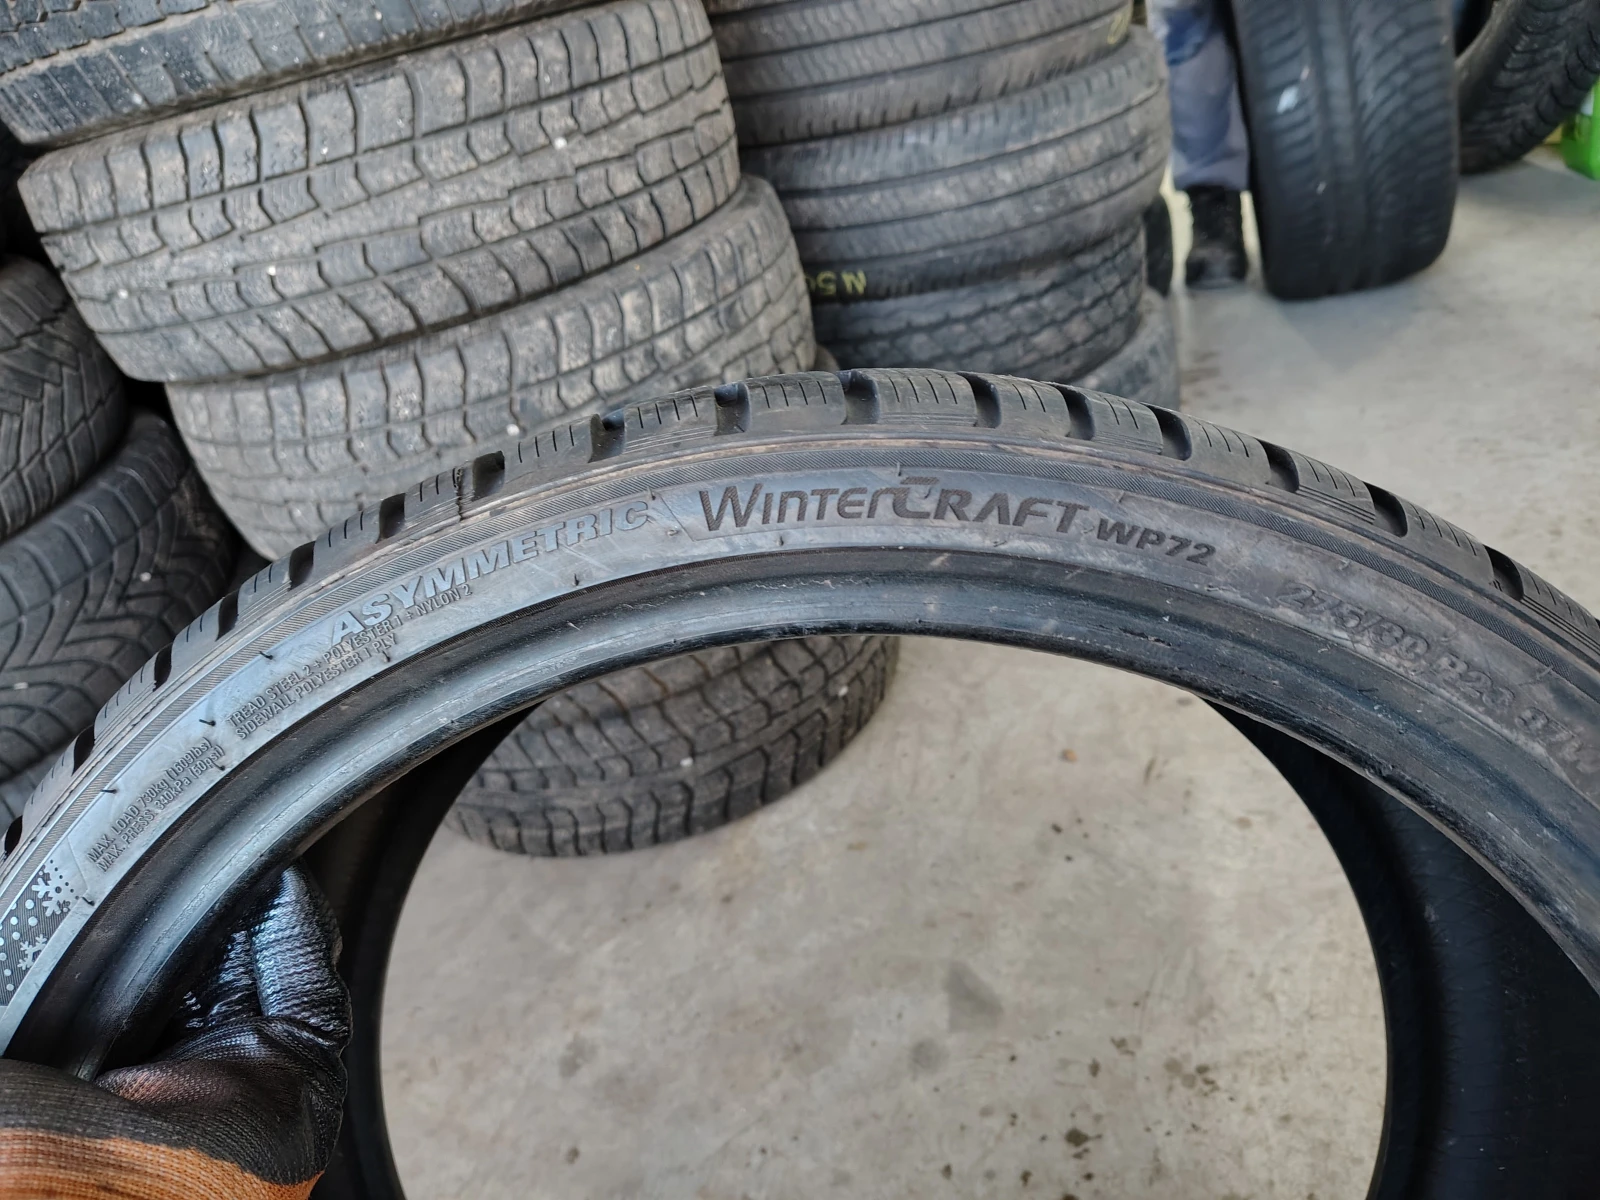 ASYMMETRIC
WINTERCRAFT WP72
275/30 R20 97W
TREAD STEEL 2 + POLYESTER 1 + NYLON 2
SIDEWALL POLYESTER 1 PLY
MAX. LOAD 730kg (1609lbs)
MAX. PRESS. 340kPa (50psi)